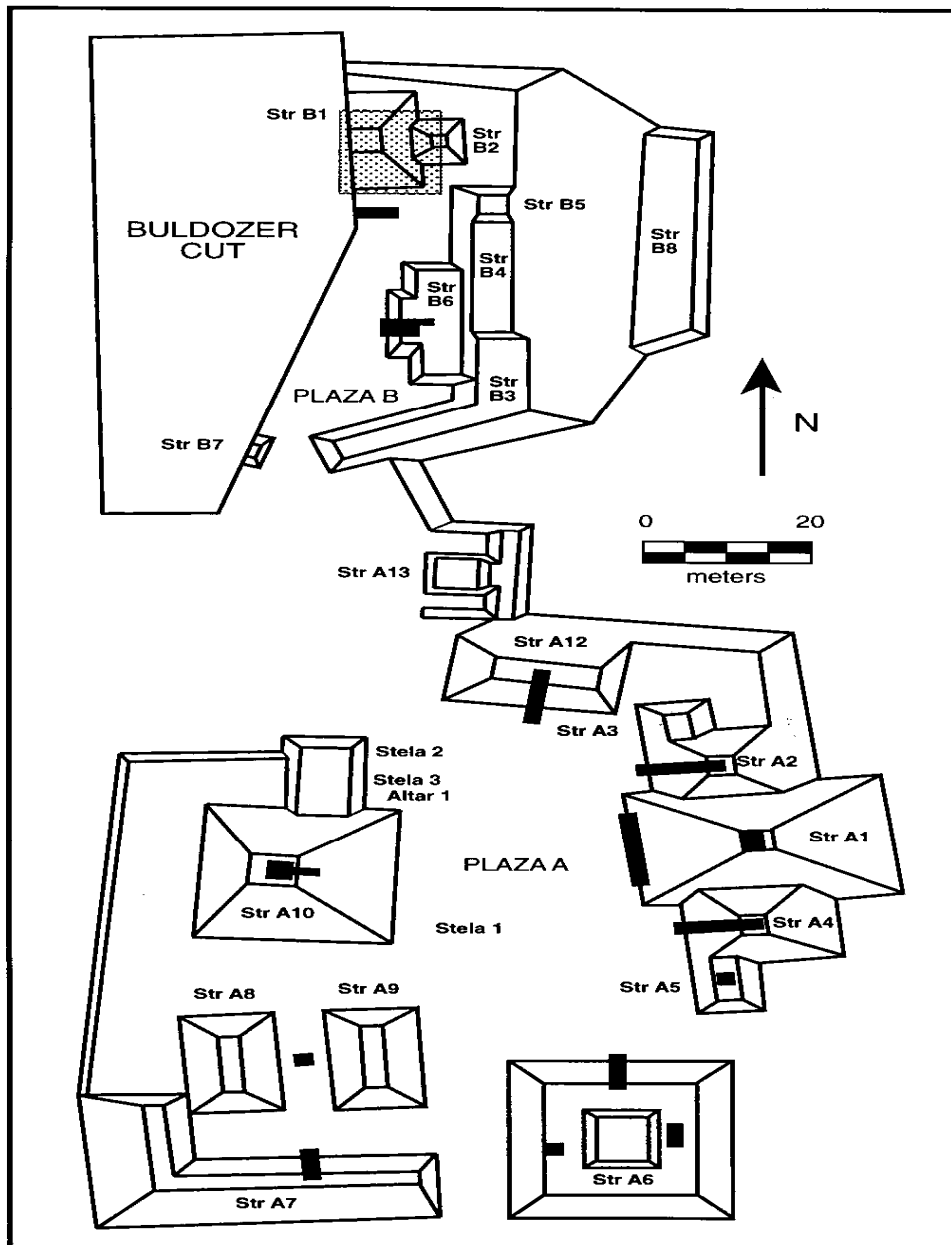 Str B1
Str
B2
Str B5
BULDOZER
CUT
Str
B4
Str
B8
Str
B6
PLAZA B
Str
B3
N
Str B7
0 20
meters
Str A13
Str A12
Str A3
Stela 2
Str A2
Stela 3
Altar 1
Str A1
PLAZA A
Str A10
Stela 1
Str A4
Str A8
Str A9
Str A5
Str A6
Str A7